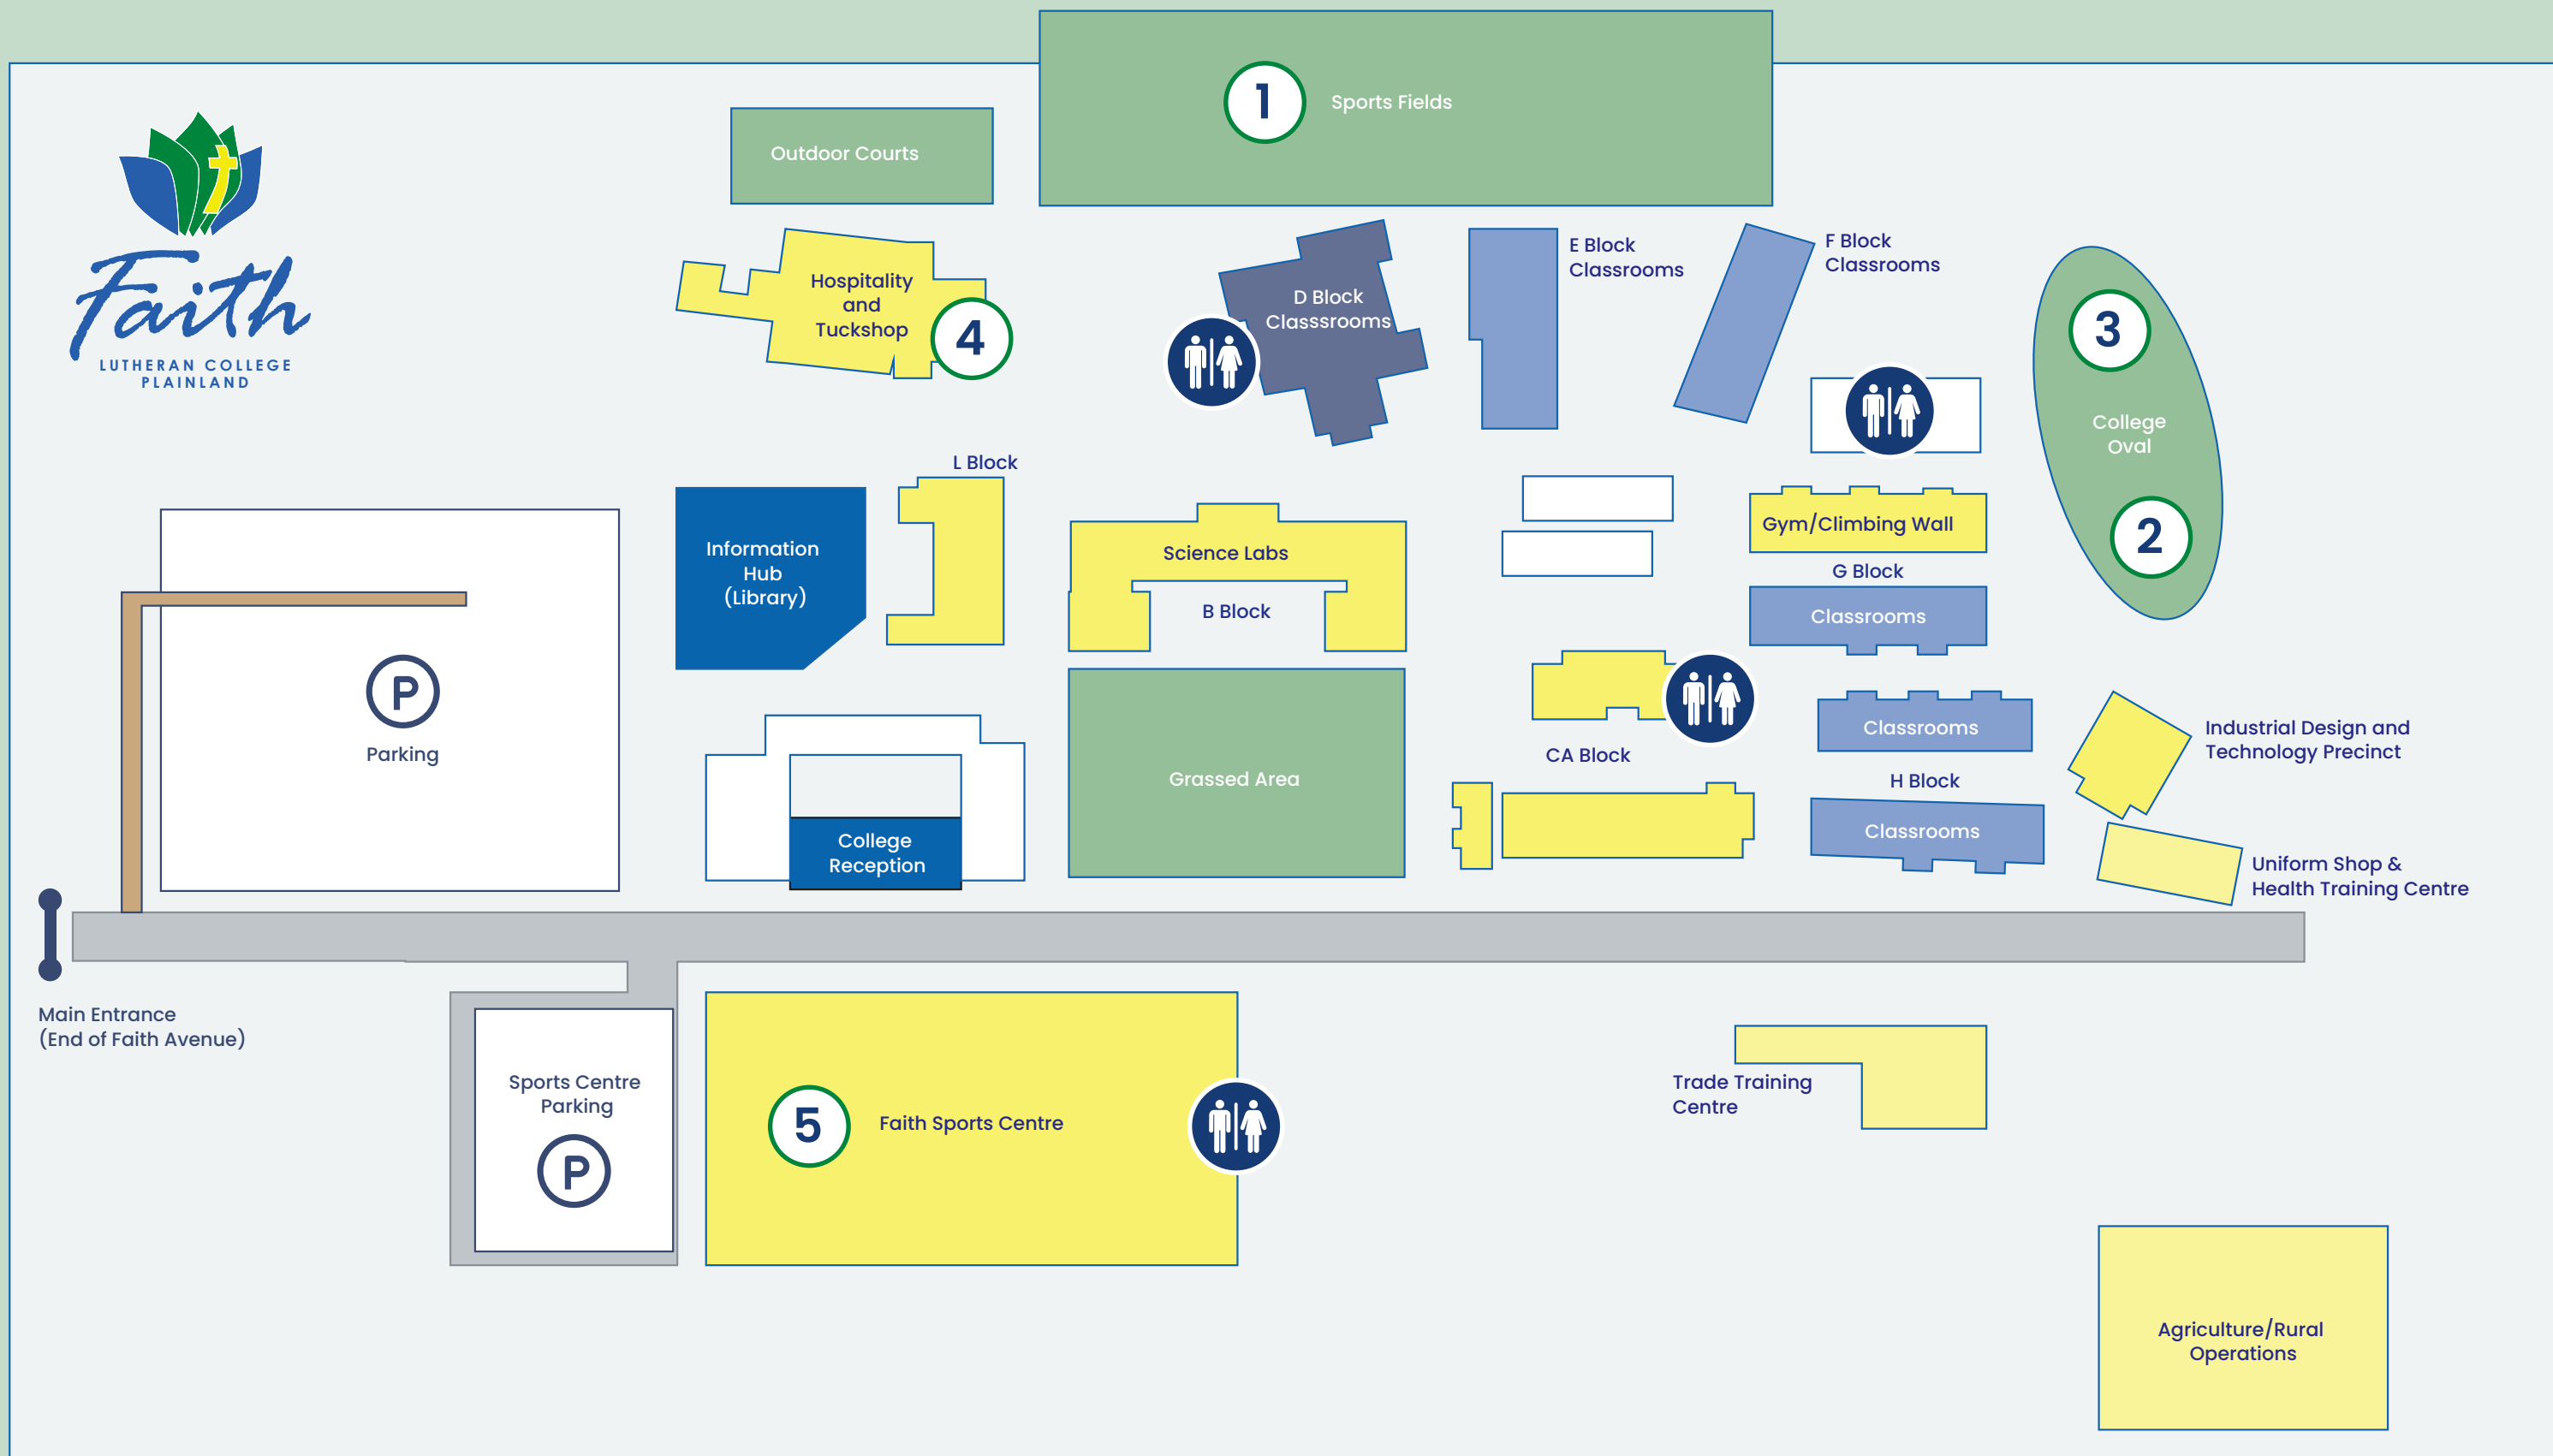 1
Sports Fields
Outdoor Courts
Faith
LUTHERAN COLLEGE
PLAINLAND
Hospitality
and
Tuckshop
4
D Block
Classsrooms
E Block
Classrooms
F Block
Classrooms
3
College
Oval
2
L Block
Information
Hub
(Library)
Science Labs
B Block
Gym/Climbing Wall
G Block
Classrooms
P
Parking
Grassed Area
CA Block
Classrooms
H Block
Classrooms
Industrial Design and
Technology Precinct
College
Reception
Uniform Shop &
Health Training Centre
Main Entrance
(End of Faith Avenue)
Sports Centre
Parking
P
5
Faith Sports Centre
Trade Training
Centre
Agriculture/Rural
Operations